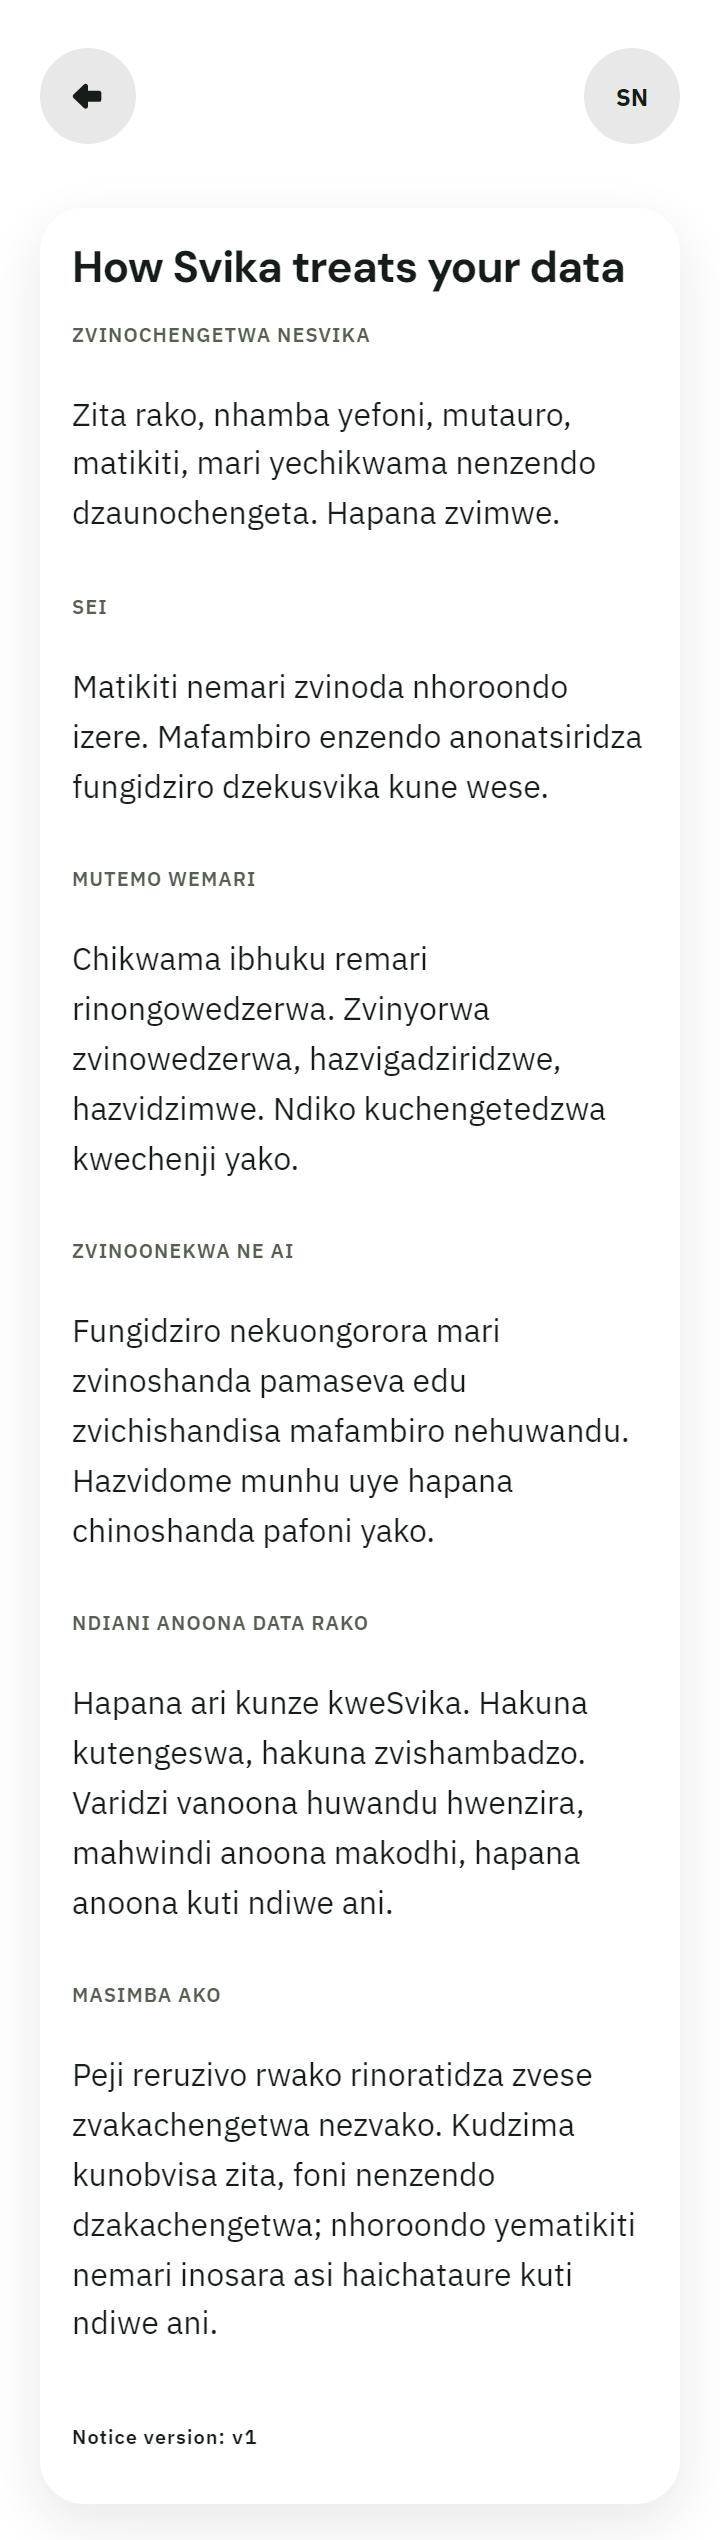 SN
How Svika treats your data
ZVINOCHENGETWA NESVIKA
Zita rako, nhamba yefoni, mutauro,
matikiti, mari yechikwama nenzendo
dzaunochengeta. Hapana zvimwe.
SEI
Matikiti nemari zvinoda nhoroondo
izere. Mafambiro enzendo anonatsiridza
fungidziro dzekusvika kune wese.
MUTEMO WEMARI
Chikwama ibhuku remari
rinongowedzerwa. Zvinyorwa
zvinowedzerwa, hazvigadziridzwe,
hazvidzimwe. Ndiko kuchengetedzwa
kwechenji yako.
ZVINOONEKWA NE AI
Fungidziro nekuongorora mari
zvinoshanda pamaseva edu
zvichishandisa mafambiro nehuwandu.
Hazvidome munhu uye hapana
chinoshanda pafoni yako.
NDIANI ANOONA DATA RAKO
Hapana ari kunze kweSvika. Hakuna
kutengeswa, hakuna zvishambadzo.
Varidzi vanoona huwandu hwenzira,
mahwindi anoona makodhi, hapana
anoona kuti ndiwe ani.
MASIMBA AKO
Peji reruzivo rwako rinoratidza zvese
zvakachengetwa nezvako. Kudzima
kunobvisa zita, foni nenzendo
dzakachengetwa; nhoroondo yematikiti
nemari inosara asi haichataure kuti
ndiwe ani.
Notice version: v1